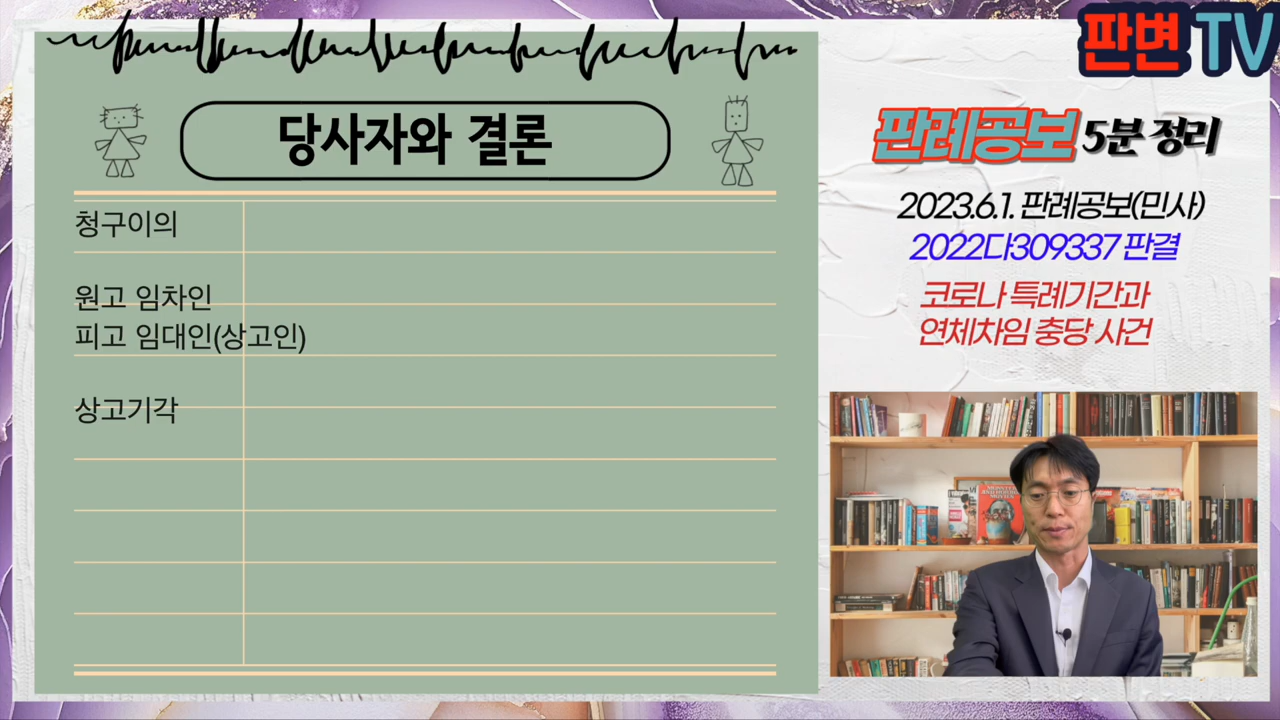 판변 TV
당사자와 결론
청구이의
원고 임차인
피고 임대인(상고인)
상고기각
판례공보 5분 정리
2023.6.1. 판례공보(민사)
2022다309337 판결
코로나 특례기간과
연체차임 충당 사건